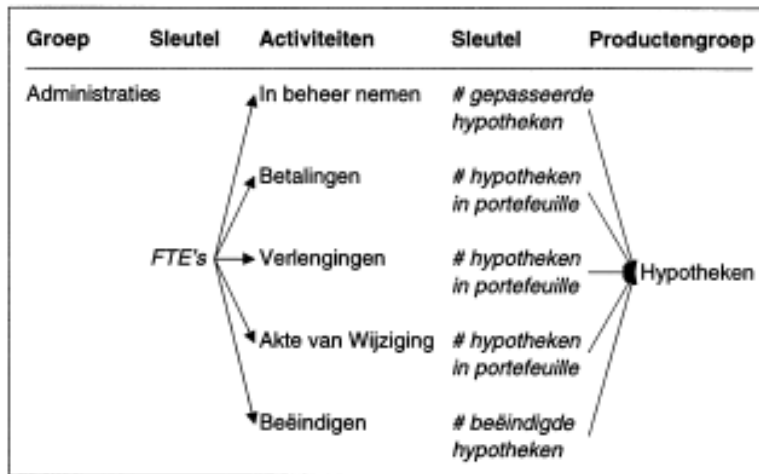 Groep Sleutel Activiteiten Sleutel Productengroep
Administraties In beheer nemen # gepasseerde
hypotheken
Betalingen # hypotheken
in portefeuille
FTE's Verlengingen # hypotheken
in portefeuille
Hypotheken
Akte van Wijziging # hypotheken
in portefeuille
Beëindigen # beëindigde
hypotheken